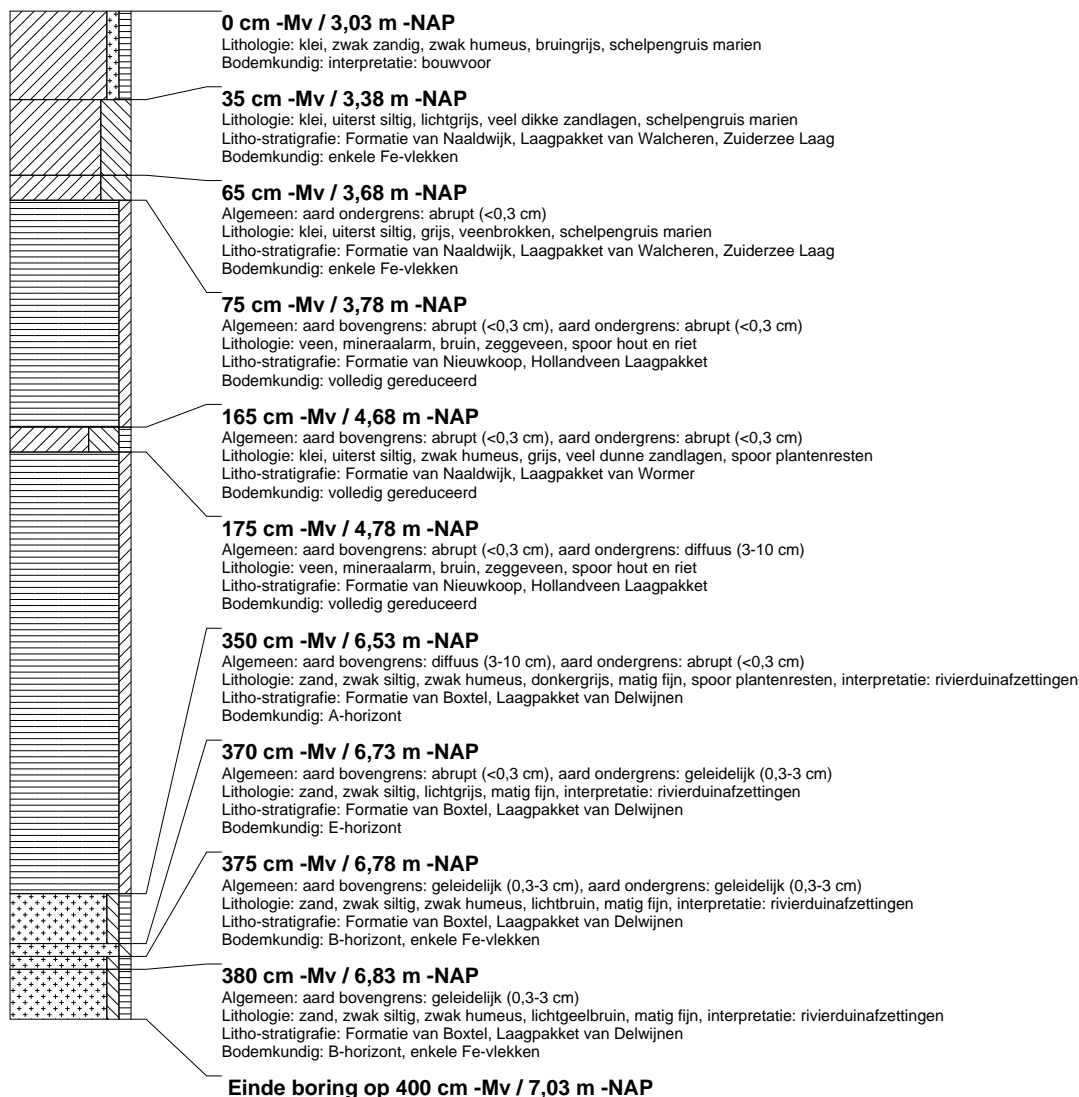 0 cm -Mv / 3,03 m -NAP
Lithologie: klei, zwak zandig, zwak humeus, bruingrijs, schelpengruis marien
Bodemkundig: interpretatie: bouwvoor
35 cm -Mv / 3,38 m -NAP
Lithologie: klei, uiterst siltig, lichtgrijs, veel dikke zandlagen, schelpengruis marien
Litho-stratigrafie: Formatie van Naaldwijk, Laagpakket van Walcheren, Zuiderzee Laag
Bodemkundig: enkele Fe-vlekken
65 cm -Mv / 3,68 m -NAP
Algemeen: aard ondergrens: abrupt (<0,3 cm)
Lithologie: klei, uiterst siltig, grijs, veenbrokken, schelpengruis marien
Litho-stratigrafie: Formatie van Naaldwijk, Laagpakket van Walcheren, Zuiderzee Laag
Bodemkundig: enkele Fe-vlekken
75 cm -Mv / 3,78 m -NAP
Algemeen: aard bovengrens: abrupt (<0,3 cm), aard ondergrens: abrupt (<0,3 cm)
Lithologie: veen, mineraalarm, bruin, zeggeveen, spoor hout en riet
Litho-stratigrafie: Formatie van Nieuwkoop, Hollandveen Laagpakket
Bodemkundig: volledig gereduceerd
165 cm -Mv / 4,68 m -NAP
Algemeen: aard bovengrens: abrupt (<0,3 cm), aard ondergrens: abrupt (<0,3 cm)
Lithologie: klei, uiterst siltig, zwak humeus, grijs, veel dunne zandlagen, spoor plantenresten
Litho-stratigrafie: Formatie van Naaldwijk, Laagpakket van Wormer
Bodemkundig: volledig gereduceerd
175 cm -Mv / 4,78 m -NAP
Algemeen: aard bovengrens: abrupt (<0,3 cm), aard ondergrens: diffuus (3-10 cm)
Lithologie: veen, mineraalarm, bruin, zeggeveen, spoor hout en riet
Litho-stratigrafie: Formatie van Nieuwkoop, Hollandveen Laagpakket
Bodemkundig: volledig gereduceerd
350 cm -Mv / 6,53 m -NAP
Algemeen: aard bovengrens: diffuus (3-10 cm), aard ondergrens: abrupt (<0,3 cm)
Lithologie: zand, zwak siltig, zwak humeus, donkergrijs, matig fijn, spoor plantenresten, interpretatie: rivierduinafzettingen
Litho-stratigrafie: Formatie van Boxtel, Laagpakket van Delwijnen
Bodemkundig: A-horizont
370 cm -Mv / 6,73 m -NAP
Algemeen: aard bovengrens: abrupt (<0,3 cm), aard ondergrens: geleidelijk (0,3-3 cm)
Lithologie: zand, zwak siltig, lichtgrijs, matig fijn, interpretatie: rivierduinafzettingen
Litho-stratigrafie: Formatie van Boxtel, Laagpakket van Delwijnen
Bodemkundig: E-horizont
375 cm -Mv / 6,78 m -NAP
Algemeen: aard bovengrens: geleidelijk (0,3-3 cm), aard ondergrens: geleidelijk (0,3-3 cm)
Lithologie: zand, zwak siltig, zwak humeus, lichtbruin, matig fijn, interpretatie: rivierduinafzettingen
Litho-stratigrafie: Formatie van Boxtel, Laagpakket van Delwijnen
Bodemkundig: B-horizont, enkele Fe-vlekken
380 cm -Mv / 6,83 m -NAP
Algemeen: aard bovengrens: geleidelijk (0,3-3 cm)
Lithologie: zand, zwak siltig, zwak humeus, lichtgeelbruin, matig fijn, interpretatie: rivierduinafzettingen
Litho-stratigrafie: Formatie van Boxtel, Laagpakket van Delwijnen
Bodemkundig: B-horizont, enkele Fe-vlekken
Einde boring op 400 cm -Mv / 7,03 m -NAP